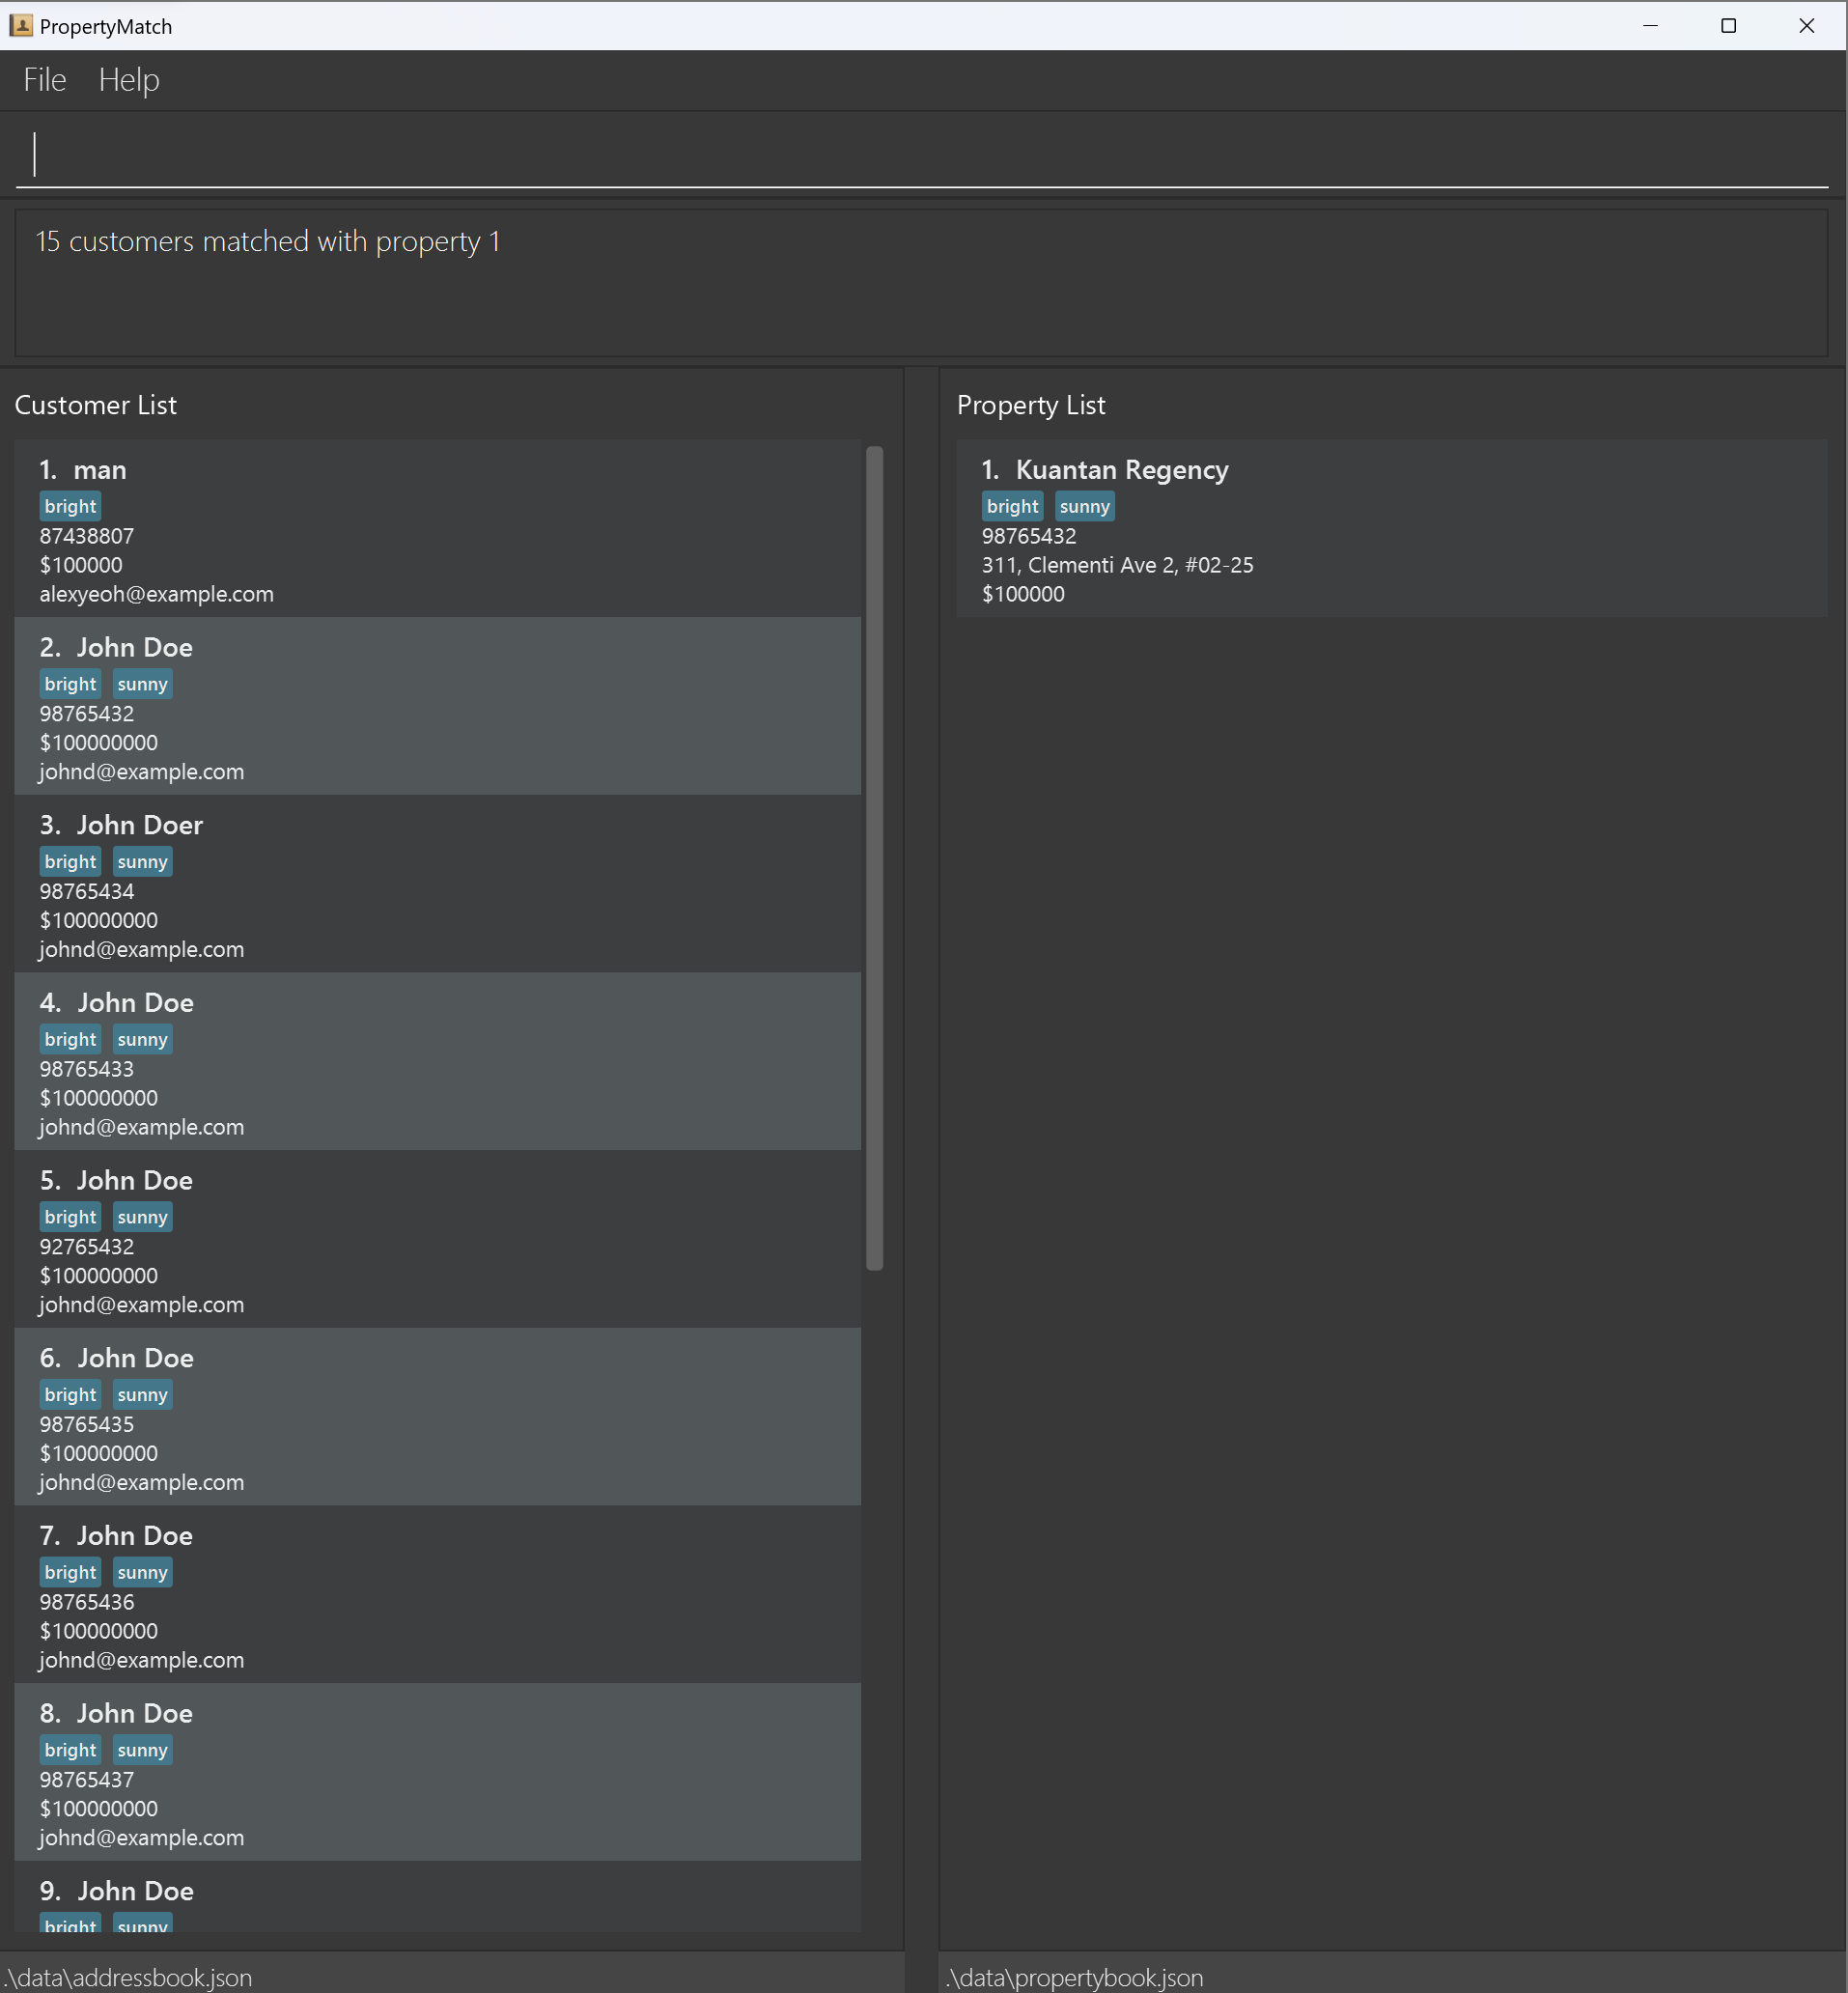 PropertyMatch
File Help
15 customers matched with property 1
Customer List
1. man
bright
87438807
$100000
alexyeoh@example.com
2. John Doe
bright sunny
98765432
$100000000
johnd@example.com
3. John Doer
bright sunny
98765434
$100000000
johnd@example.com
4. John Doe
bright sunny
98765433
$100000000
johnd@example.com
5. John Doe
bright sunny
92765432
$100000000
johnd@example.com
6. John Doe
bright sunny
98765435
$100000000
johnd@example.com
7. John Doe
bright sunny
98765436
$100000000
johnd@example.com
8. John Doe
bright sunny
98765437
$100000000
johnd@example.com
9. John Doe
bright sunny
.\data\addressbook.json
Property List
1. Kuantan Regency
bright sunny
98765432
311, Clementi Ave 2, #02-25
$100000
.\data\propertybook.json